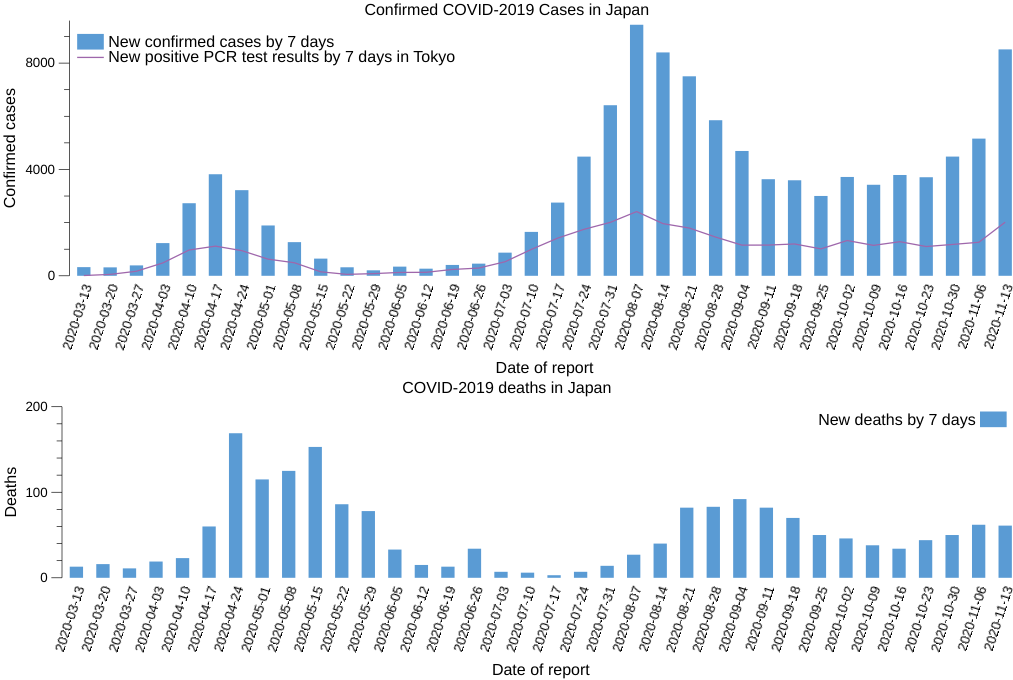 Confirmed COVID-2019 Cases in Japan
New confirmed cases by 7 days
New positive PCR test results by 7 days in Tokyo
Confirmed cases
8000
4000
0
2020-03-13 2020-03-20 2020-03-27 2020-04-03 2020-04-10 2020-04-17 2020-04-24 2020-05-01 2020-05-08 2020-05-15 2020-05-22 2020-05-29 2020-06-05 2020-06-12 2020-06-19 2020-06-26 2020-07-03 2020-07-10 2020-07-17 2020-07-24 2020-07-31 2020-08-07 2020-08-14 2020-08-21 2020-08-28 2020-09-04 2020-09-11 2020-09-18 2020-09-25 2020-10-02 2020-10-09 2020-10-16 2020-10-23 2020-10-30 2020-11-06 2020-11-13
Date of report
COVID-2019 deaths in Japan
New deaths by 7 days
Deaths
200
100
0
2020-03-13 2020-03-20 2020-03-27 2020-04-03 2020-04-10 2020-04-17 2020-04-24 2020-05-01 2020-05-08 2020-05-15 2020-05-22 2020-05-29 2020-06-05 2020-06-12 2020-06-19 2020-06-26 2020-07-03 2020-07-10 2020-07-17 2020-07-24 2020-07-31 2020-08-07 2020-08-14 2020-08-21 2020-08-28 2020-09-04 2020-09-11 2020-09-18 2020-09-25 2020-10-02 2020-10-09 2020-10-16 2020-10-23 2020-10-30 2020-11-06 2020-11-13
Date of report